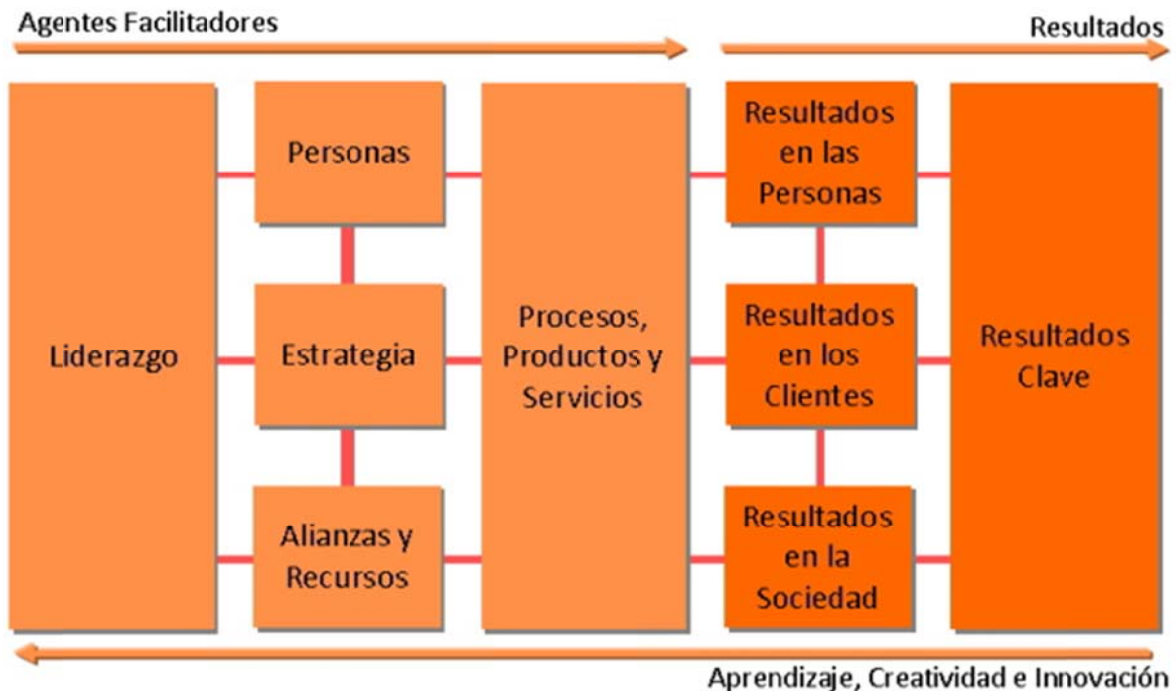 Agentes Facilitadores
Resultados
Liderazgo
Personas
Estrategia
Alianzas y
Recursos
Procesos,
Productos y
Servicios
Resultados
en las
Personas
Resultados
en los
Clientes
Resultados
en la
Sociedad
Resultados
Clave
Aprendizaje, Creatividad e Innovación